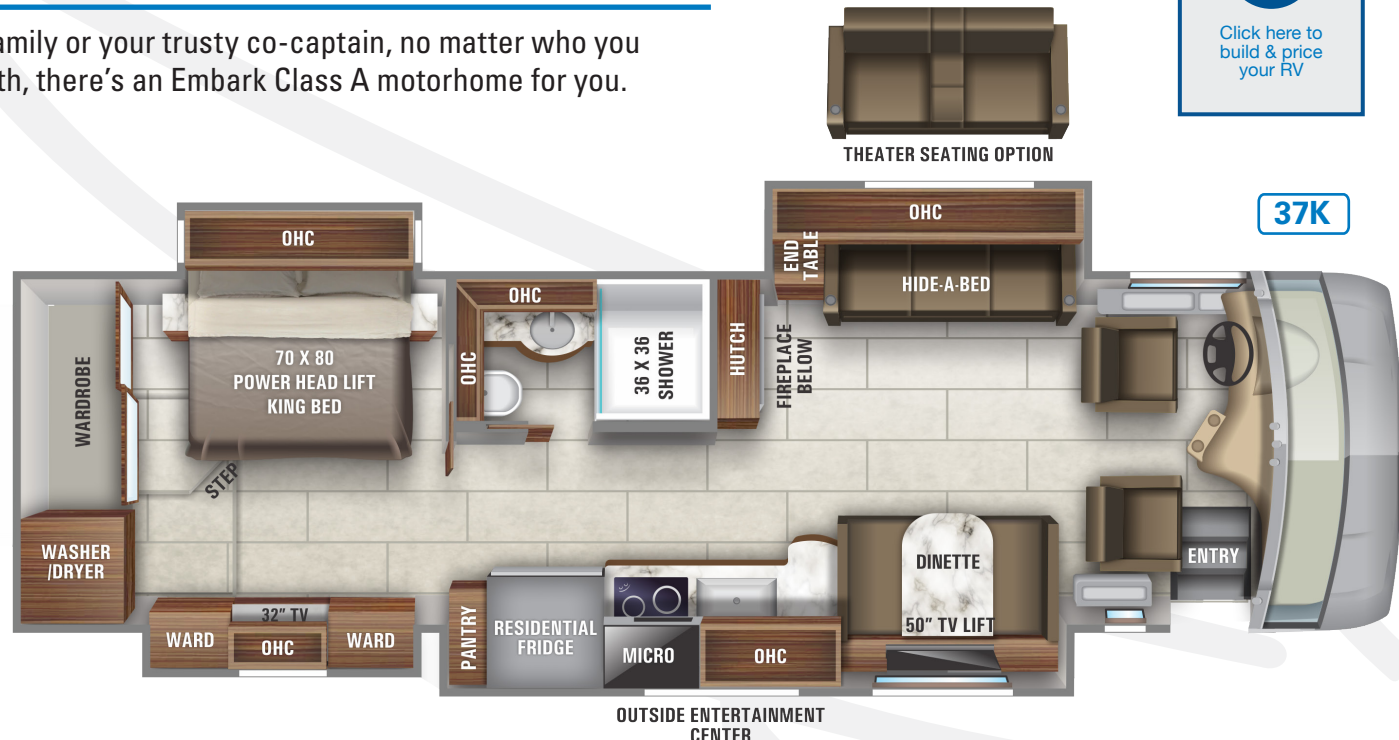 amily or your trusty co-captain, no matter who you
th, there's an Embark Class A motorhome for you.
Click here to
build & price
your RV
THEATER SEATING OPTION
37K
OHC
OHC
END
TABLE
HIDE-A-BED
WARDROBE
70 X 80
POWER HEAD LIFT
KING BED
OHC
OHC
36 X 36
SHOWER
HUTCH
FIREPLACE
BELOW
STEP
WASHER
/DRYER
WARD
32" TV
OHC
WARD
PANTRY
RESIDENTIAL
FRIDGE
MICRO
OHC
DINETTE
50" TV LIFT
ENTRY
OUTSIDE ENTERTAINMENT
CENTER